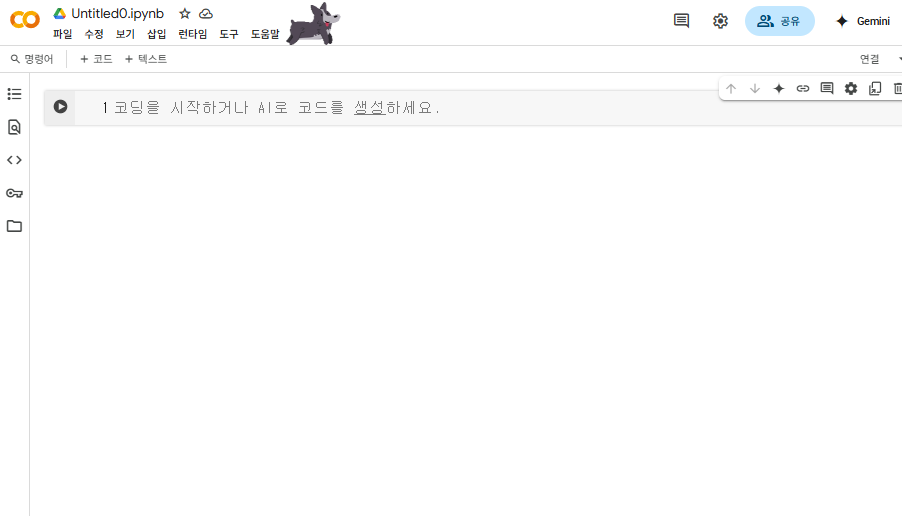 CO Untitled0.ipynb
파일 수정 보기 삽입 런타임 도구 도움말
공유 Gemini
명령어 + 코드 + 텍스트 연결
1 코딩을 시작하거나 AI로 코드를 생성하세요.